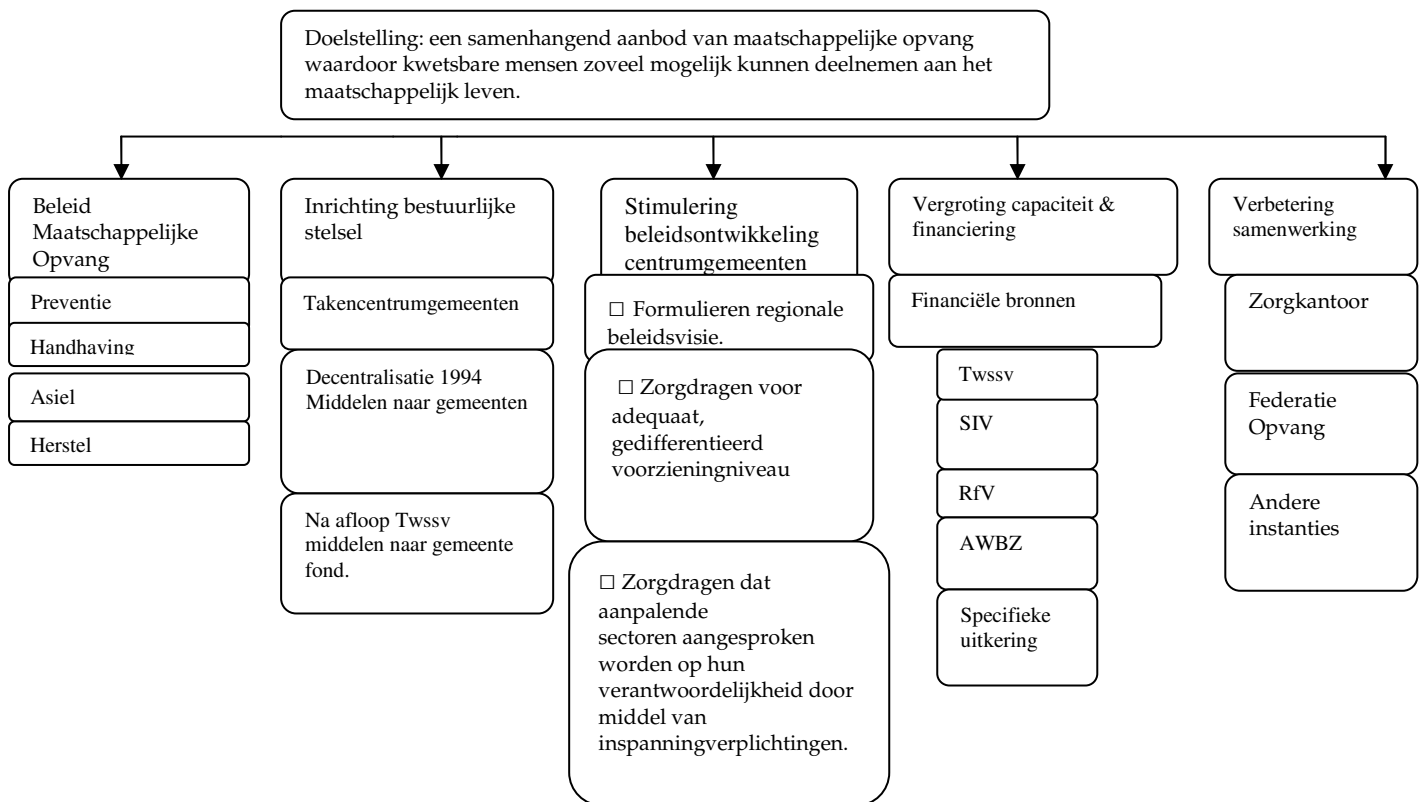 Doelstelling: een samenhangend aanbod van maatschappelijke opvang
waardoor kwetsbare mensen zoveel mogelijk kunnen deelnemen aan het
maatschappelijk leven.
Beleid
Maatschappelijke
Opvang
Preventie
Handhaving
Asiel
Herstel
Inrichting bestuurlijke
stelsel
Takencentrumgemeenten
Decentralisatie 1994
Middelen naar gemeenten
Na afloop Twssv
middelen naar gemeente
fond.
Stimulering
beleidsontwikkeling
centrumgemeenten
□ Formulieren regionale
beleidsvisie.
□ Zorgdragen voor
adequaat,
gedifferentieerd
voorzieningniveau
□ Zorgdragen dat
aanpalende
sectoren aangesproken
worden op hun
verantwoordelijkheid door
middel van
inspanningverplichtingen.
Vergroting capaciteit &
financiering
Financiële bronnen
Twssv
SIV
RfV
AWBZ
Specifieke
uitkering
Verbetering
samenwerking
Zorgkantoor
Federatie
Opvang
Andere
instanties